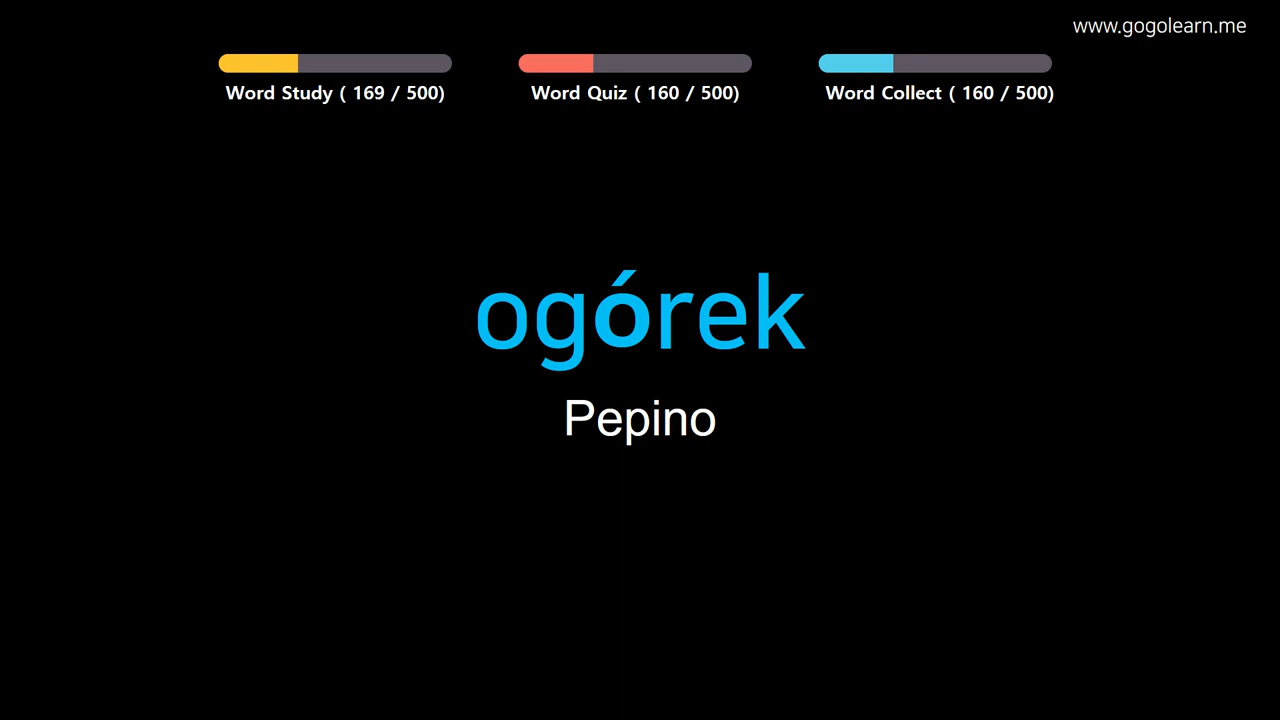 www.gogolearn.me
Word Study ( 169 / 500)
Word Quiz ( 160 / 500)
Word Collect ( 160 / 500)
ogórek
Pepino